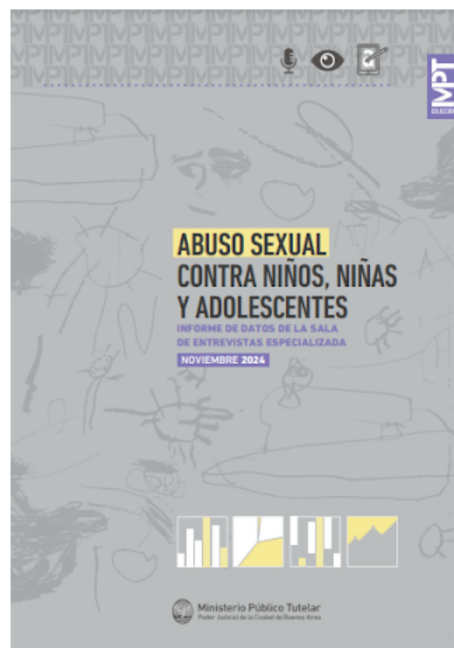 MPT
COLECCIÓN
ABUSO SEXUAL
CONTRA NIÑOS, NIÑAS
Y ADOLESCENTES
INFORME DE DATOS DE LA SALA
DE ENTREVISTAS ESPECIALIZADA
NOVIEMBRE 2024
Ministerio Público Tutelar
Poder Judicial de la Ciudad de Buenos Aires